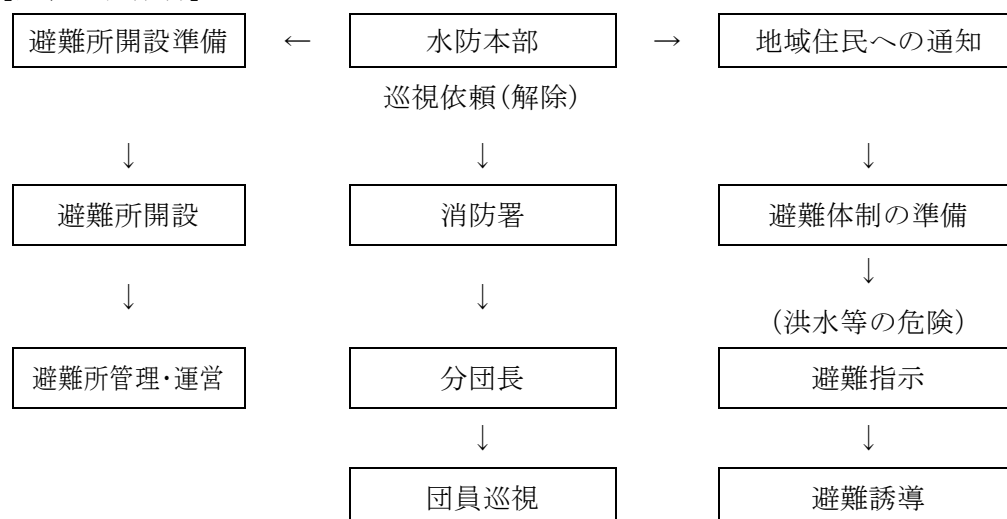 避難所開設準備 ← 水防本部 → 地域住民への通知
巡視依頼(解除)
↓ ↓ ↓
避難所開設 消防署 避難体制の準備
↓ ↓ ↓
(洪水等の危険)
避難所管理・運営 分団長 避難指示
↓ ↓
団員巡視 避難誘導